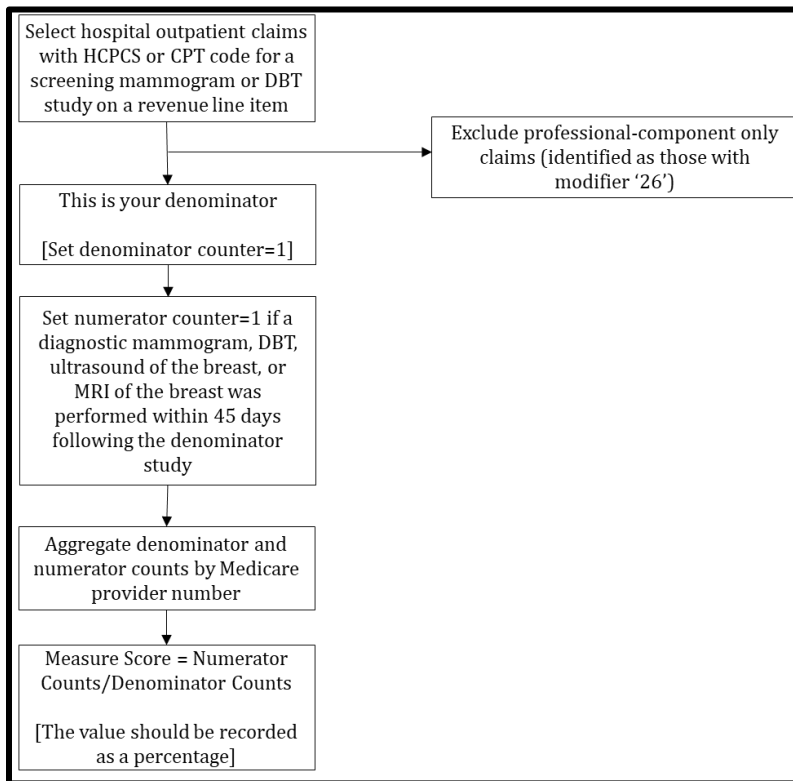 Select hospital outpatient claims
with HCPCS or CPT code for a
screening mammogram or DBT
study on a revenue line item
Exclude professional-component only
claims (identified as those with
modifier ‘26’)
This is your denominator
[Set denominator counter=1]
Set numerator counter=1 if a
diagnostic mammogram, DBT,
ultrasound of the breast, or
MRI of the breast was
performed within 45 days
following the denominator
study
Aggregate denominator and
numerator counts by Medicare
provider number
Measure Score = Numerator
Counts/Denominator Counts
[The value should be recorded
as a percentage]